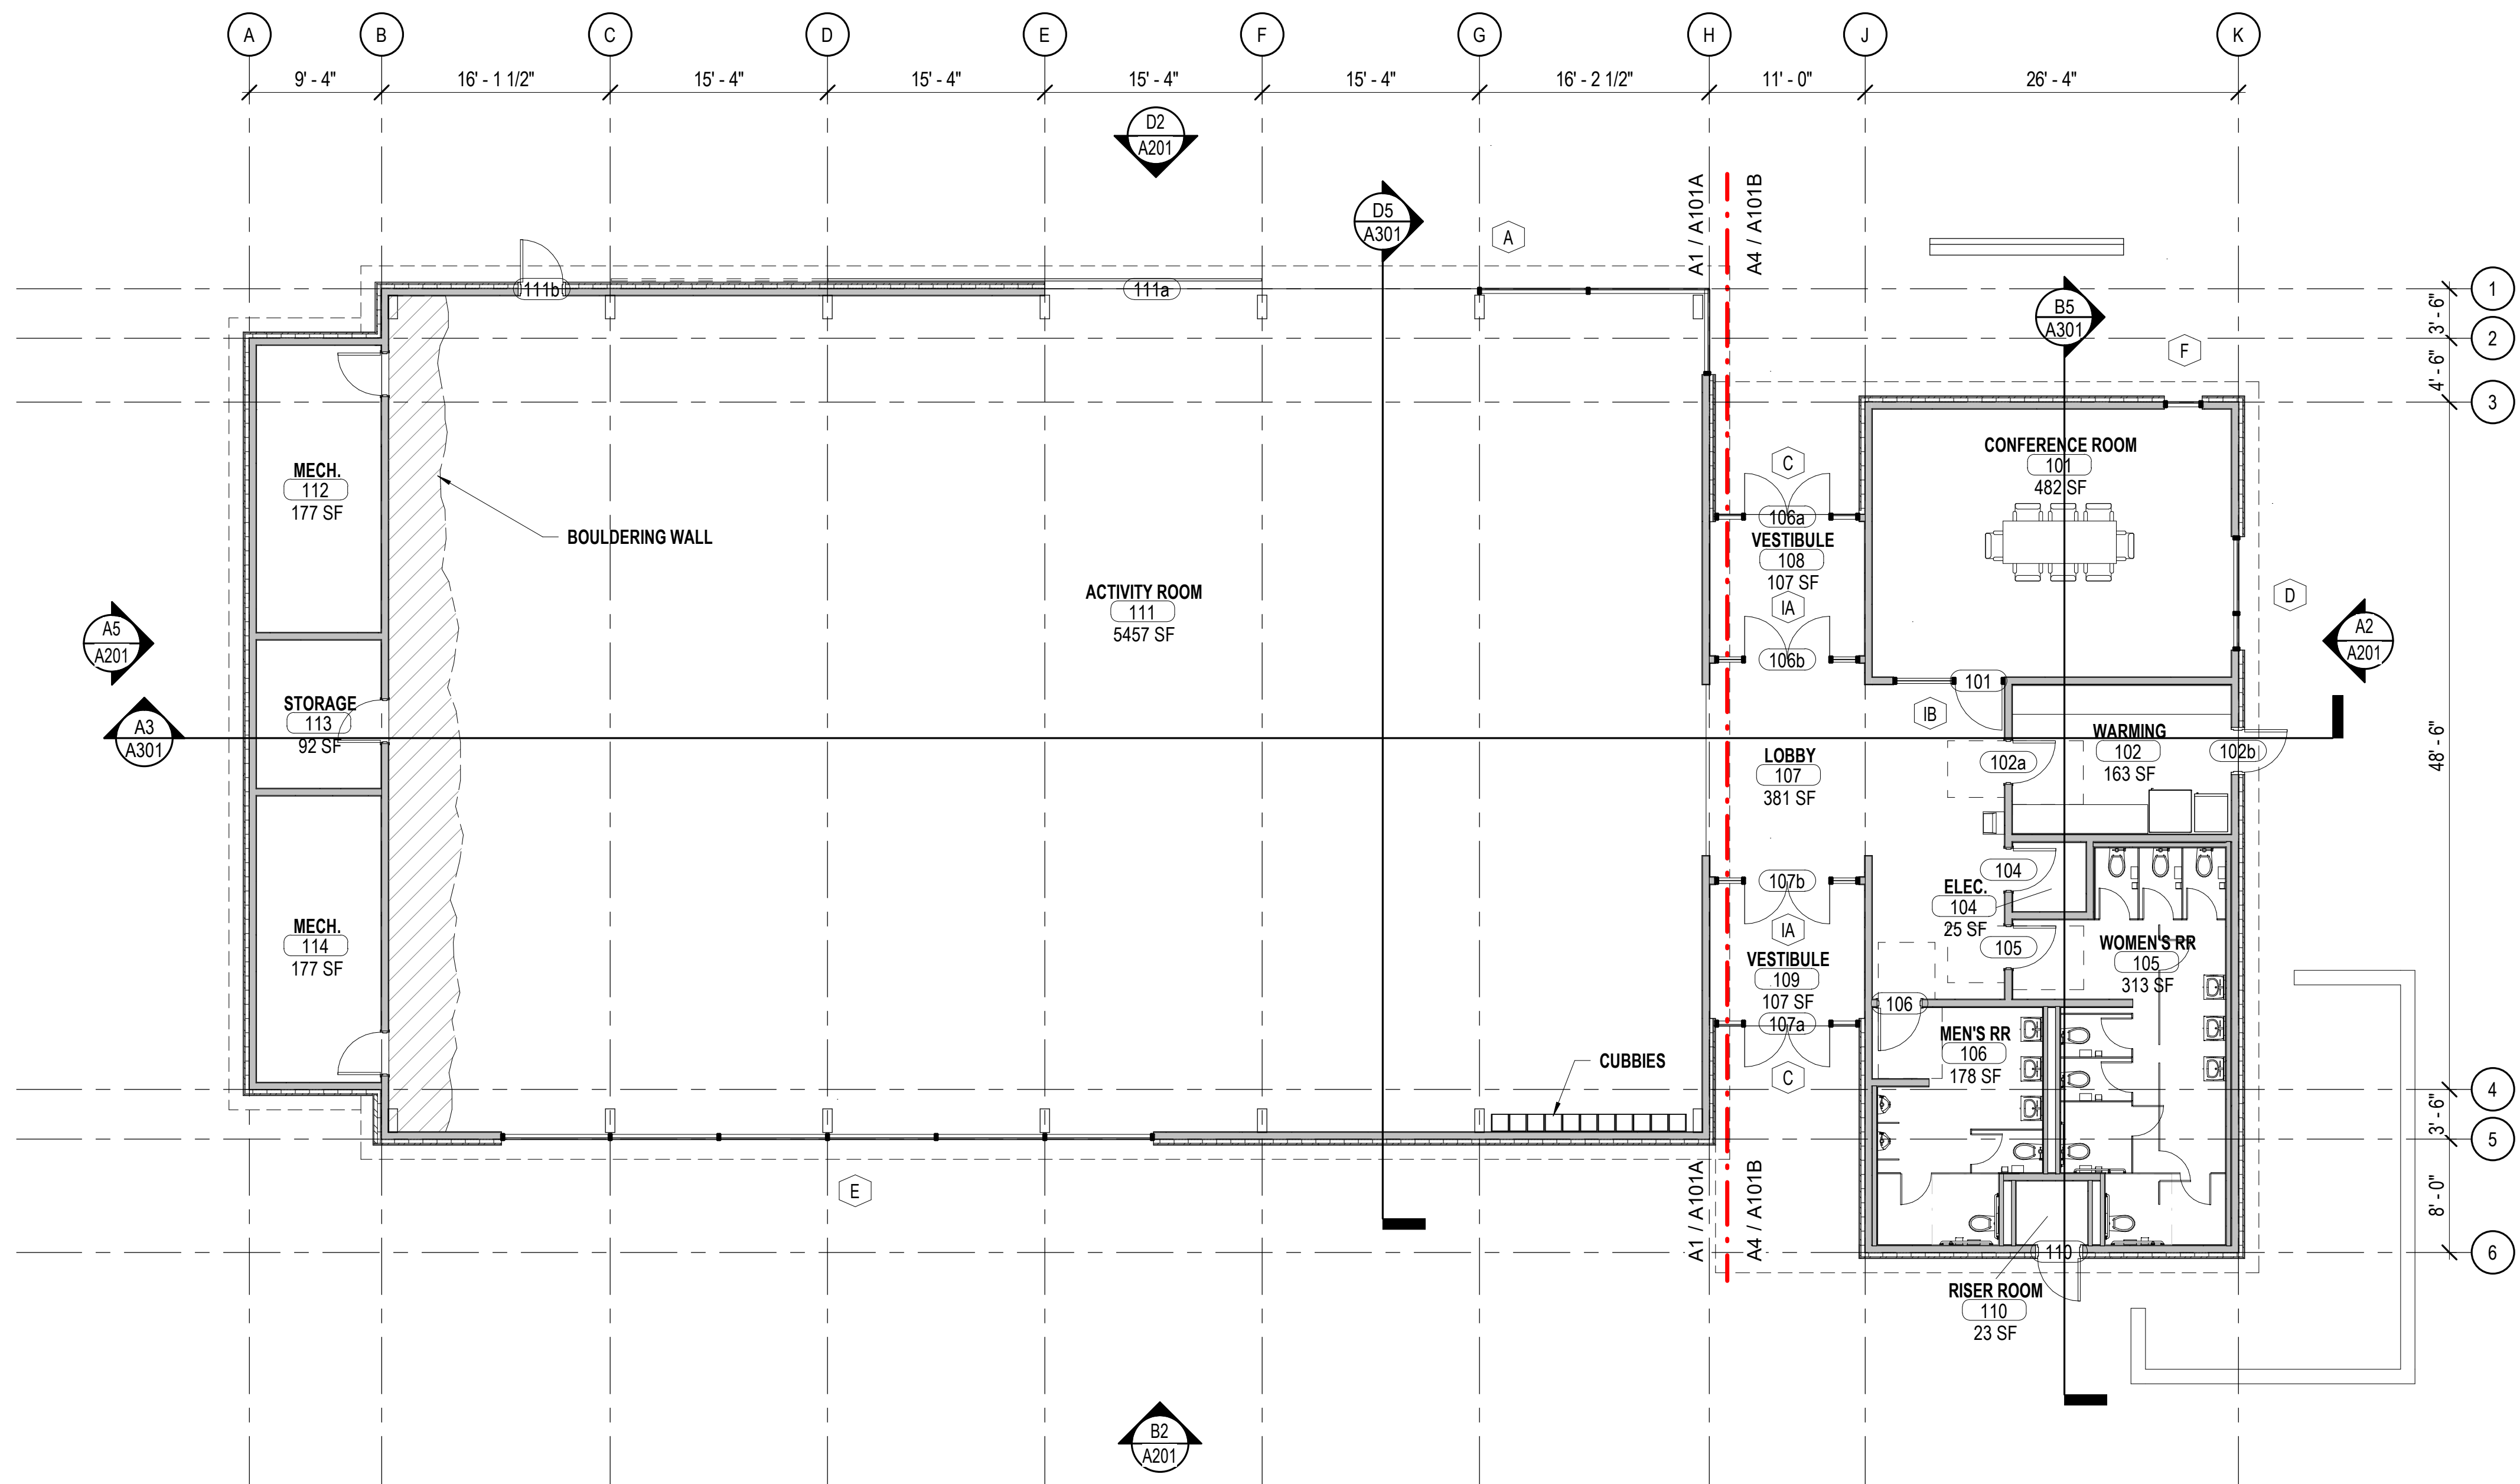 A B C D E F G H J K
9' - 4" 16' - 1 1/2" 15' - 4" 15' - 4" 15' - 4" 15' - 4" 16' - 2 1/2" 11' - 0" 26' - 4"
D2
A201
D5
A301
A
A1 / A101A
A4 / A101B
B5
A301
F
1
3' - 6"
2
4' - 6"
3
48' - 6"
4
3' - 6"
5
8' - 0"
6
111b
111a
MECH.
112
177 SF
BOULDERING WALL
ACTIVITY ROOM
111
5457 SF
C
106a
VESTIBULE
108
107 SF
IA
106b
CONFERENCE ROOM
101
482 SF
D
A5
A201
A2
A201
A3
A301
STORAGE
113
92 SF
101
IB
WARMING
102
163 SF
102a
102b
LOBBY
107
381 SF
107b
IA
VESTIBULE
109
107 SF
107a
C
104
ELEC.
104
25 SF
105
WOMEN'S RR
105
313 SF
106
MEN'S RR
106
178 SF
MECH.
114
177 SF
CUBBIES
E
A1 / A101A
A4 / A101B
110
RISER ROOM
110
23 SF
B2
A201